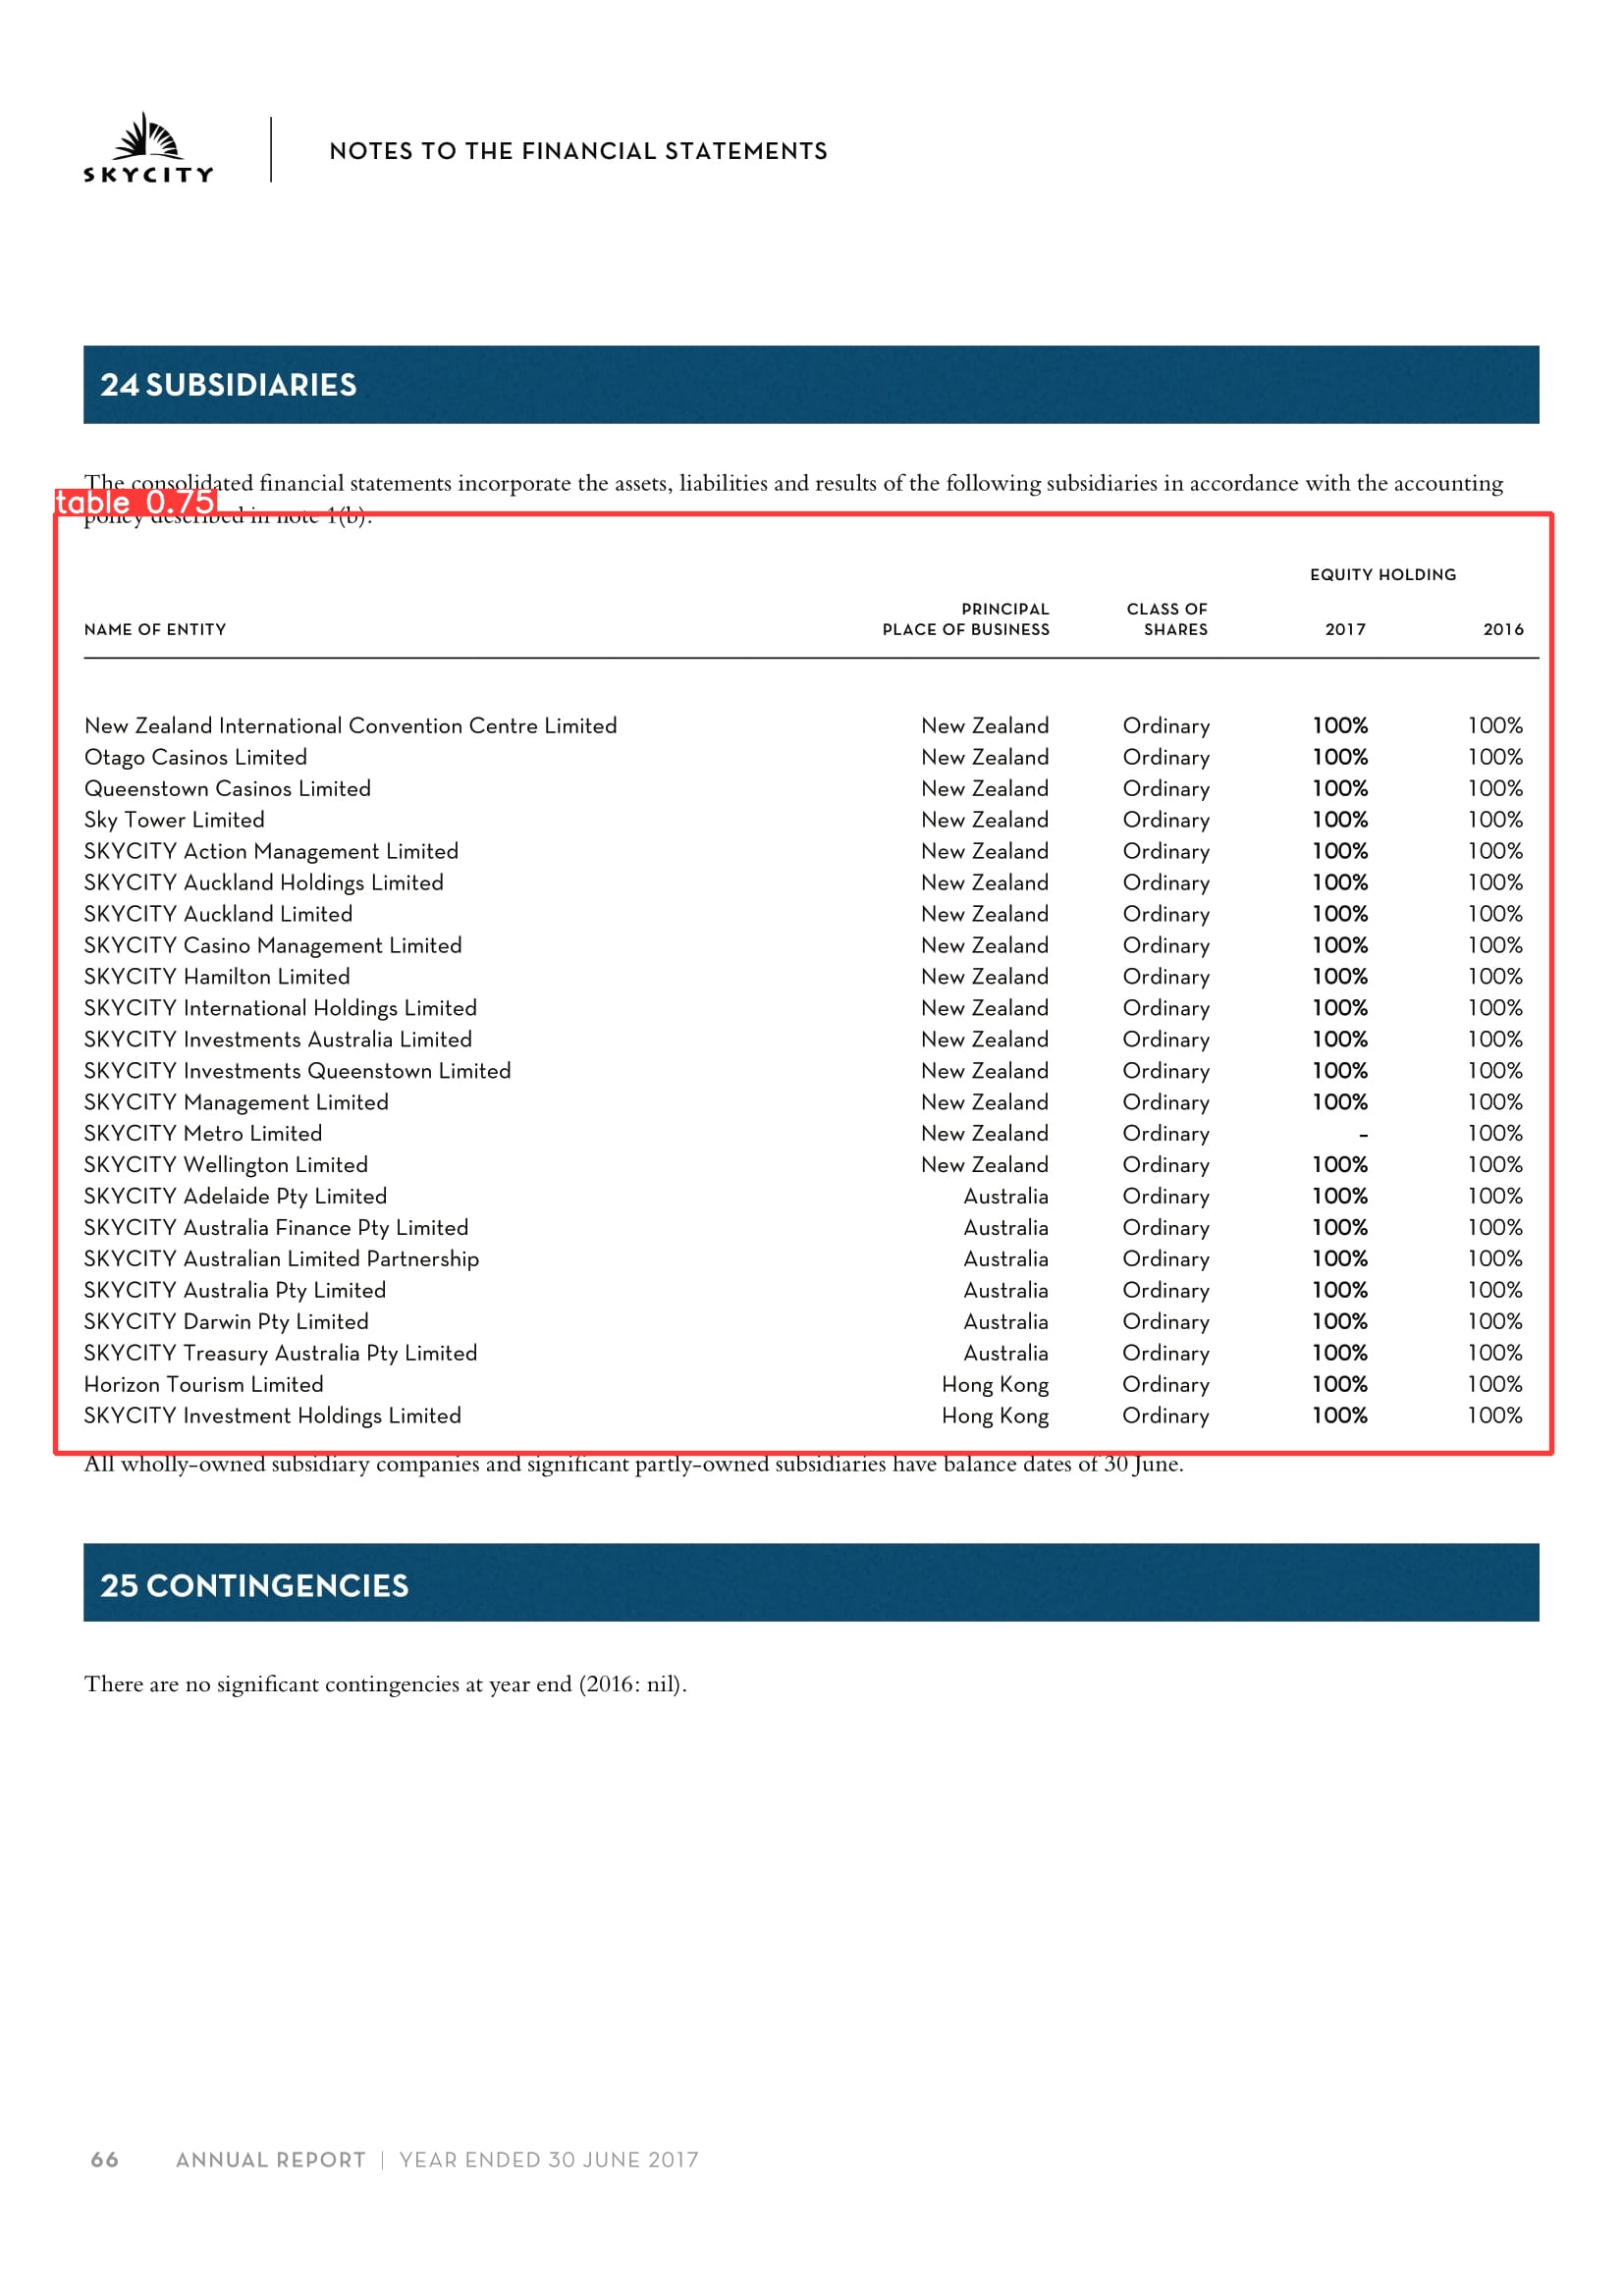 SKYCITY
NOTES TO THE FINANCIAL STATEMENTS
24 SUBSIDIARIES
The consolidated financial statements incorporate the assets, liabilities and results of the following subsidiaries in accordance with the accounting
table 0.75
policy described in note 1(b).
EQUITY HOLDING
NAME OF ENTITY PRINCIPAL PLACE OF BUSINESS CLASS OF SHARES 2017 2016
New Zealand International Convention Centre Limited New Zealand Ordinary 100% 100%
Otago Casinos Limited New Zealand Ordinary 100% 100%
Queenstown Casinos Limited New Zealand Ordinary 100% 100%
Sky Tower Limited New Zealand Ordinary 100% 100%
SKYCITY Action Management Limited New Zealand Ordinary 100% 100%
SKYCITY Auckland Holdings Limited New Zealand Ordinary 100% 100%
SKYCITY Auckland Limited New Zealand Ordinary 100% 100%
SKYCITY Casino Management Limited New Zealand Ordinary 100% 100%
SKYCITY Hamilton Limited New Zealand Ordinary 100% 100%
SKYCITY International Holdings Limited New Zealand Ordinary 100% 100%
SKYCITY Investments Australia Limited New Zealand Ordinary 100% 100%
SKYCITY Investments Queenstown Limited New Zealand Ordinary 100% 100%
SKYCITY Management Limited New Zealand Ordinary 100% 100%
SKYCITY Metro Limited New Zealand Ordinary - 100%
SKYCITY Wellington Limited New Zealand Ordinary 100% 100%
SKYCITY Adelaide Pty Limited Australia Ordinary 100% 100%
SKYCITY Australia Finance Pty Limited Australia Ordinary 100% 100%
SKYCITY Australian Limited Partnership Australia Ordinary 100% 100%
SKYCITY Australia Pty Limited Australia Ordinary 100% 100%
SKYCITY Darwin Pty Limited Australia Ordinary 100% 100%
SKYCITY Treasury Australia Pty Limited Australia Ordinary 100% 100%
Horizon Tourism Limited Hong Kong Ordinary 100% 100%
SKYCITY Investment Holdings Limited Hong Kong Ordinary 100% 100%
All wholly-owned subsidiary companies and significant partly-owned subsidiaries have balance dates of 30 June.
25 CONTINGENCIES
There are no significant contingencies at year end (2016: nil).
66 ANNUAL REPORT | YEAR ENDED 30 JUNE 2017